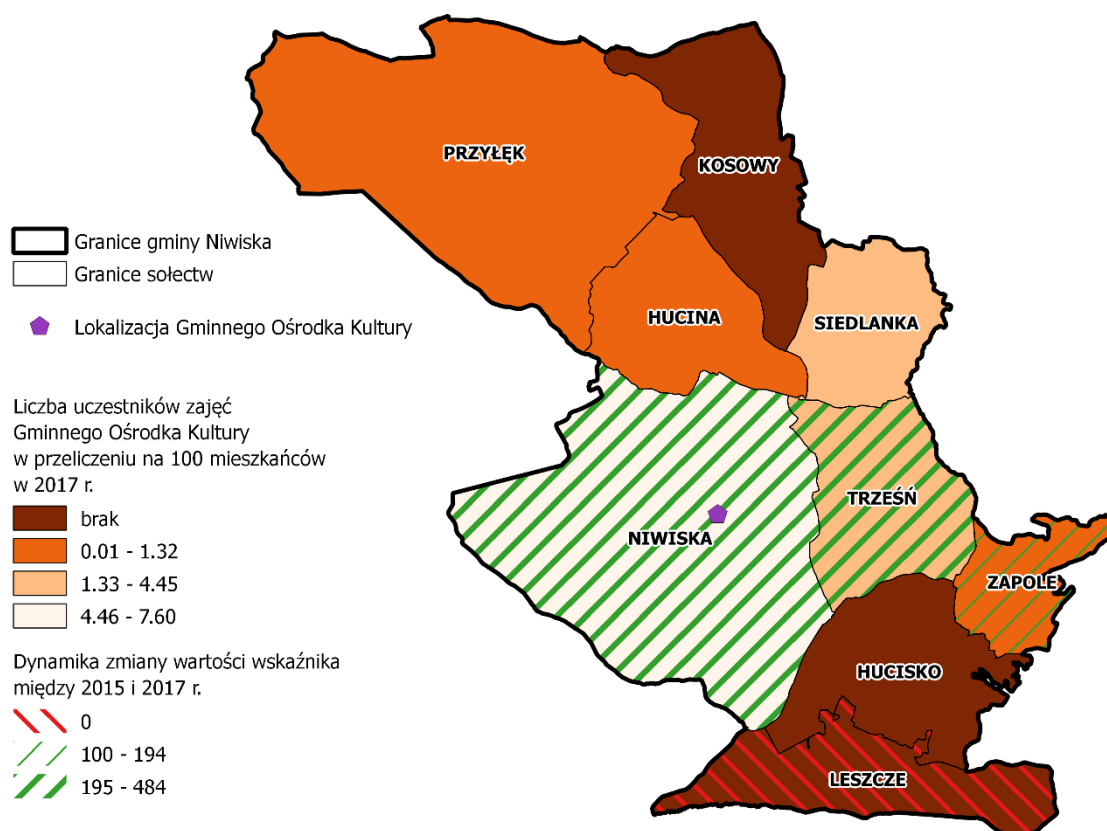 PRZYŁĘK
KOSOWY
HUCINA
SIEDLANKA
NIWISKA
TRZEŚŃ
ZAPOLE
HUCISKO
LESZCZE
Granice gminy Niwiska
Granice sołectw
Lokalizacja Gminnego Ośrodka Kultury
Liczba uczestników zajęć
Gminnego Ośrodka Kultury
w przeliczeniu na 100 mieszkańców
w 2017 r.
brak
0.01 - 1.32
1.33 - 4.45
4.46 - 7.60
Dynamika zmiany wartości wskaźnika
między 2015 i 2017 r.
0
100 - 194
195 - 484